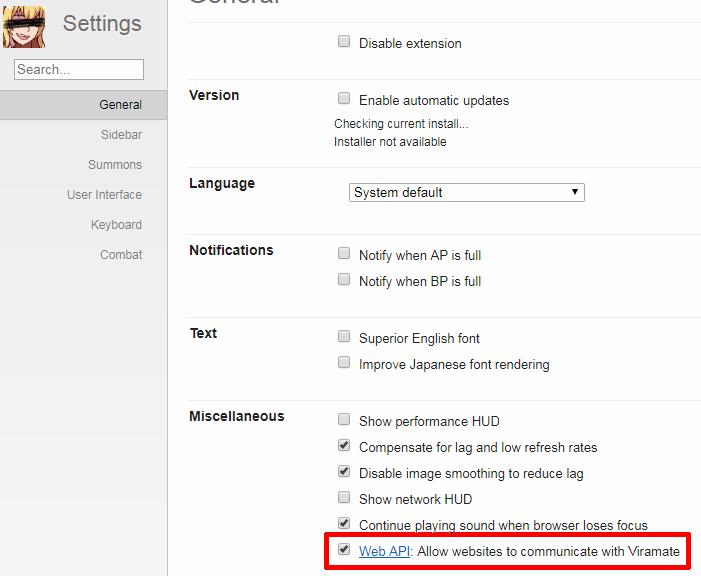 General
Settings
Search...
General
Sidebar
Summons
User Interface
Keyboard
Combat
Disable extension
Version
Enable automatic updates
Checking current install...
Installer not available
Language
System default
Notifications
Notify when AP is full
Notify when BP is full
Text
Superior English font
Improve Japanese font rendering
Miscellaneous
Show performance HUD
Compensate for lag and low refresh rates
Disable image smoothing to reduce lag
Show network HUD
Continue playing sound when browser loses focus
Web API: Allow websites to communicate with Viramate